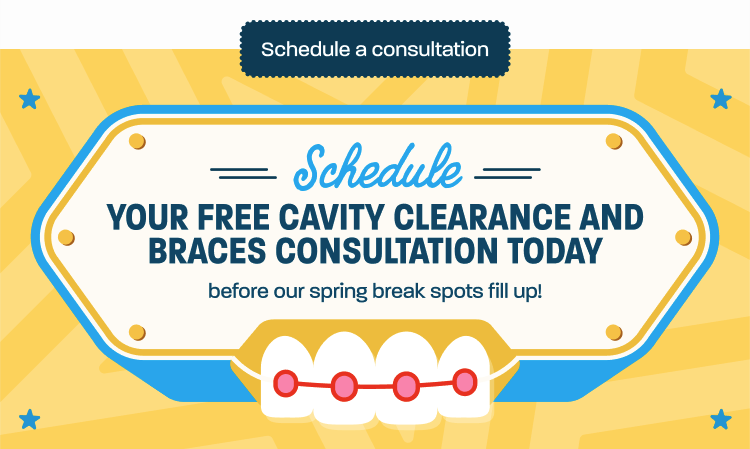 Schedule a consultation
Schedule
YOUR FREE CAVITY CLEARANCE AND
BRACES CONSULTATION TODAY
before our spring break spots fill up!